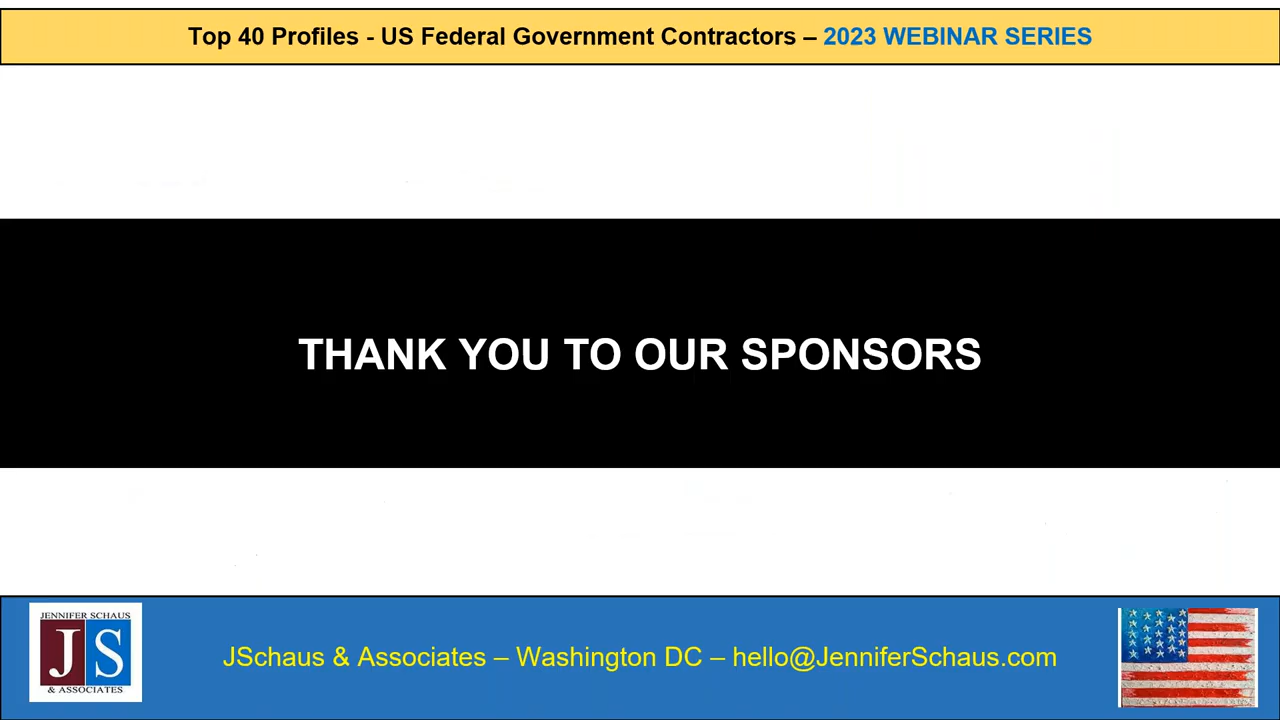 Top 40 Profiles - US Federal Government Contractors – 2023 WEBINAR SERIES
THANK YOU TO OUR SPONSORS
JENNIFER SCHAUS
JS
& ASSOCIATES
JSchaus & Associates – Washington DC – hello@JenniferSchaus.com